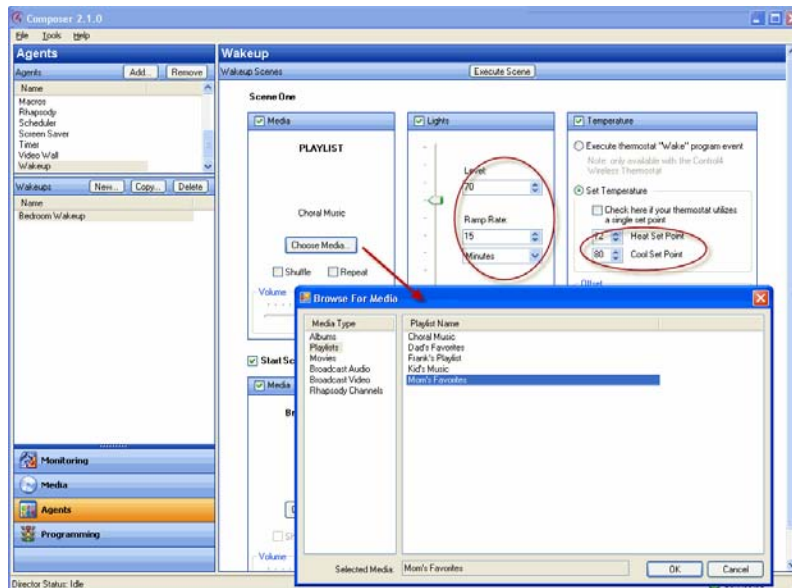 Composer 2.1.0
File Tools Help
Agents
Agents Add... Remove
Name
Macros
Rhapsody
Scheduler
Screen Saver
Timer
Video Wall
Wakeup
Wakeups New... Copy... Delete
Name
Bedroom Wakeup
Monitoring
Media
Agents
Programming
Director Status: Idle
Wakeup
Wakeup Scenes Execute Scene
Scene One
Media
PLAYLIST
Choral Music
Choose Media...
Shuffle Repeat
Volume
Lights
Level:
70
Ramp Rate:
15
Minutes
Temperature
Execute thermostat "Wake" program event
Note: only available with the Control4
Wireless Thermostat
Set Temperature
Check here if your thermostat utilizes
a single set point
72 Heat Set Point
80 Cool Set Point
Offset
Media
Volume
Browse For Media
Media Type
Albums
Playlists
Movies
Broadcast Audio
Broadcast Video
Rhapsody Channels
Playlist Name
Choral Music
Dad's Favorites
Frank's Playlist
Kid's Music
Mom's Favorites
Selected Media: Mom's Favorites OK Cancel